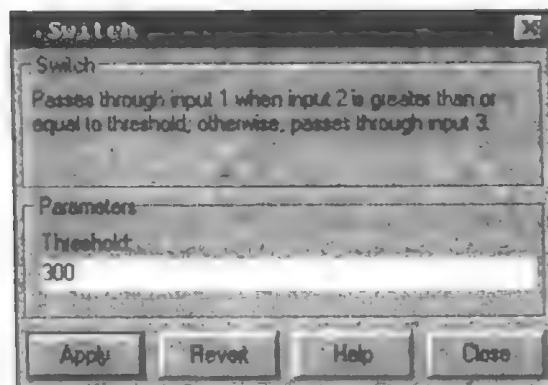 Switch
Switch
Passes through input 1 when input 2 is greater than or
equal to threshold; otherwise, passes through input 3.
Parameters
Threshold:
300
Apply
Revert
Help
Close